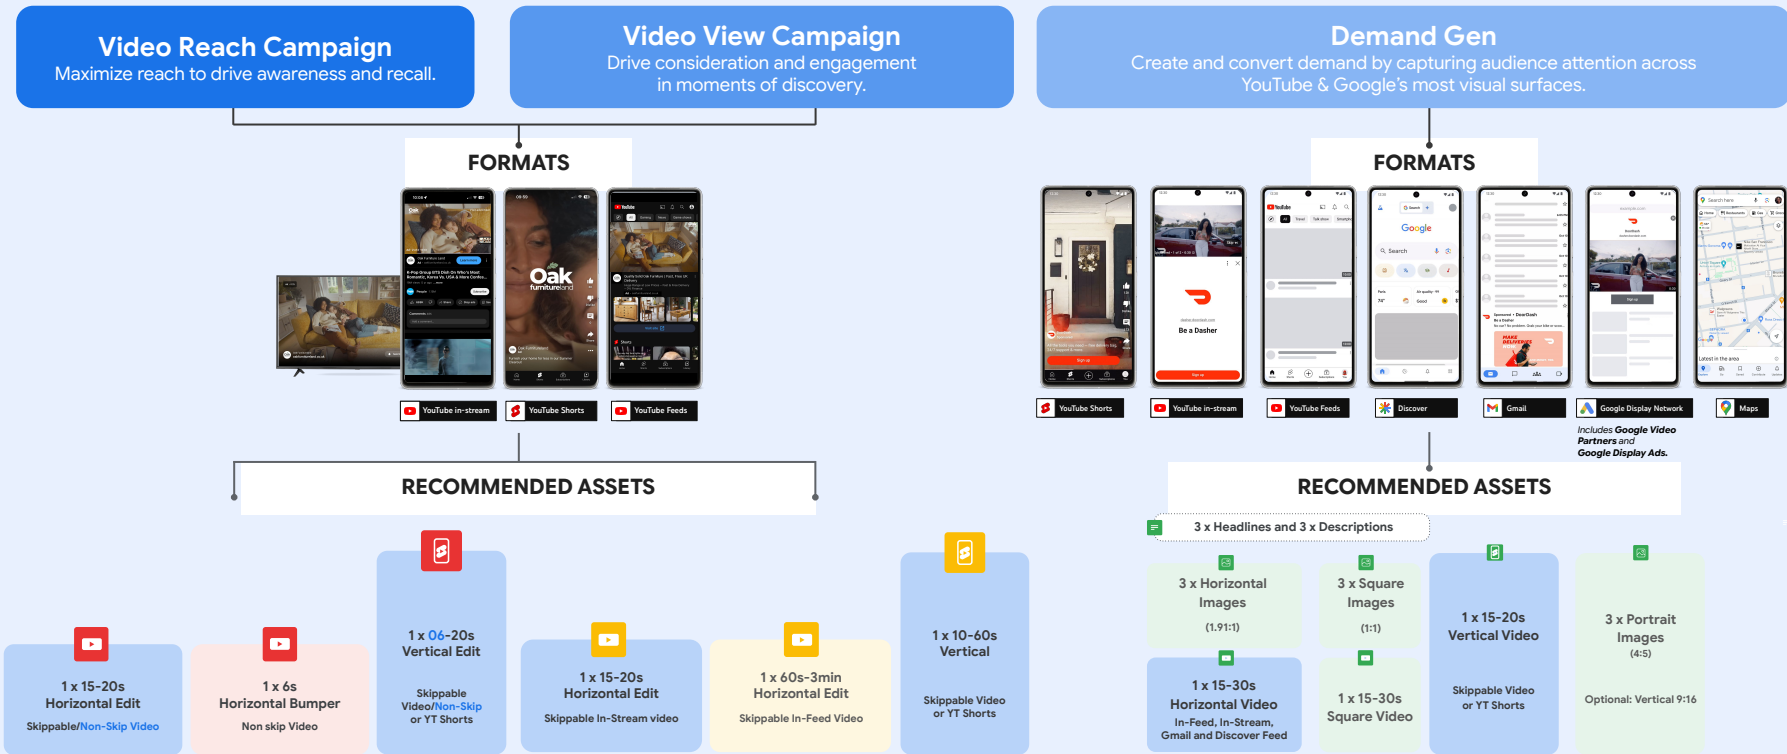 Video Reach Campaign
Maximize reach to drive awareness and recall.
Video View Campaign
Drive consideration and engagement
in moments of discovery.
Demand Gen
Create and convert demand by capturing audience attention across
YouTube & Google's most visual surfaces.
FORMATS
FORMATS
Oak
furnitureland
YouTube
Google
Search
Be a Dasher
Search here
Latest in the area
YouTube in-stream
YouTube Shorts
YouTube Feeds
YouTube Shorts
YouTube in-stream
YouTube Feeds
Discover
Gmail
Google Display Network
Maps
Includes Google Video
Partners and
Google Display Ads.
RECOMMENDED ASSETS
RECOMMENDED ASSETS
1 x 15-20s
Horizontal Edit
Skippable/Non-Skip Video
1 x 6s
Horizontal Bumper
Non skip Video
1 x 06-20s
Vertical Edit
Skippable
Video/Non-Skip
or YT Shorts
1 x 15-20s
Horizontal Edit
Skippable In-Stream video
1 x 60s-3min
Horizontal Edit
Skippable In-Feed Video
1 x 10-60s
Vertical
Skippable Video
or YT Shorts
3 x Headlines and 3 x Descriptions
3 x Horizontal
Images
(1.91:1)
3 x Square
Images
(1:1)
1 x 15-30s
Horizontal Video
In-Feed, In-Stream,
Gmail and Discover Feed
1 x 15-30s
Square Video
1 x 15-20s
Vertical Video
Skippable Video
or YT Shorts
3 x Portrait
Images
(4:5)
Optional: Vertical 9:16